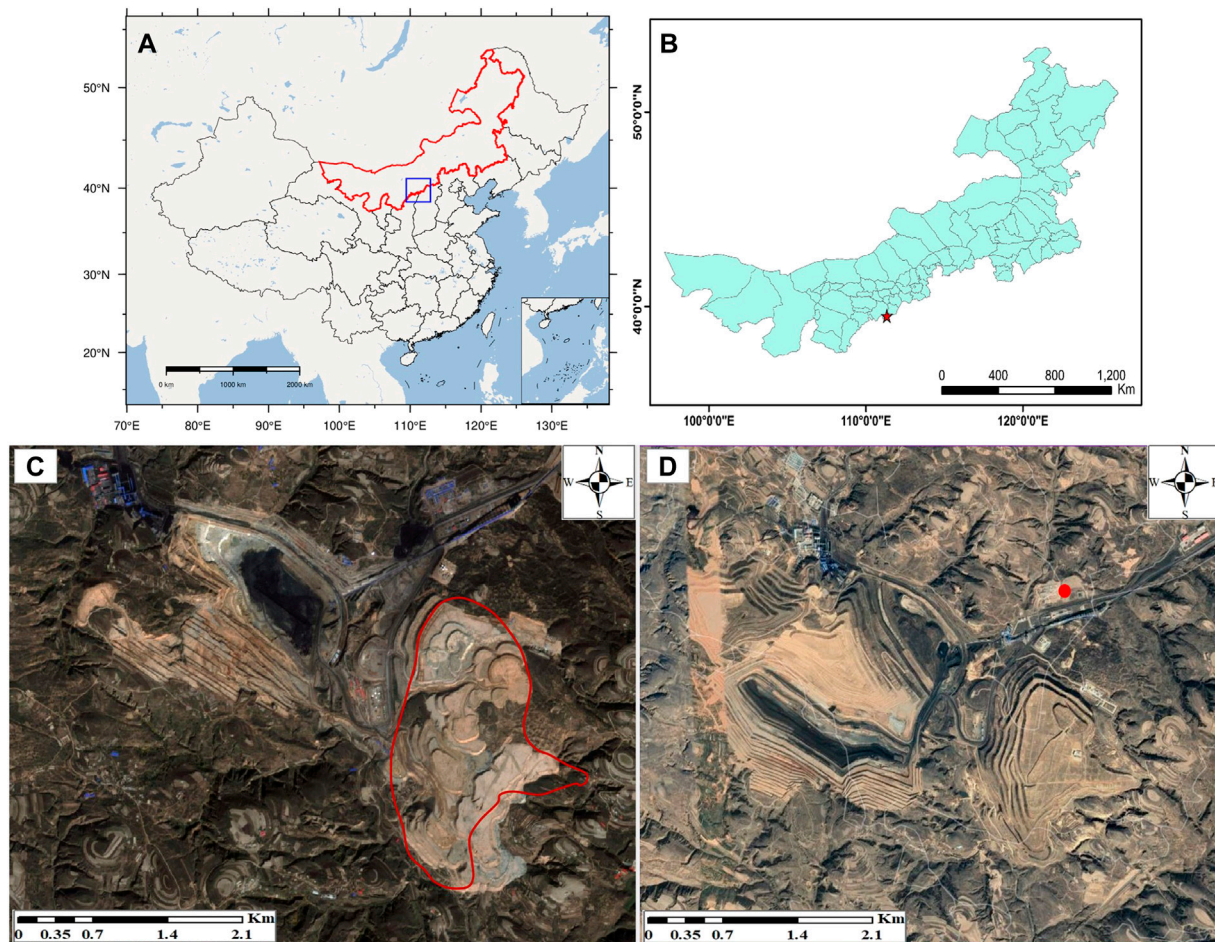 A
50°N
40°N
30°N
20°N
0 km 1000 km 2000 km
70°E 80°E 90°E 100°E 110°E 120°E 130°E
B
50°0'0"N
40°0'0"N
0 400 800 1,200
Km
100°0'0"E 110°0'0"E 120°0'0"E
C
N
W E
S
Km
0 0.35 0.7 1.4 2.1
D
N
W E
S
Km
0 0.35 0.7 1.4 2.1